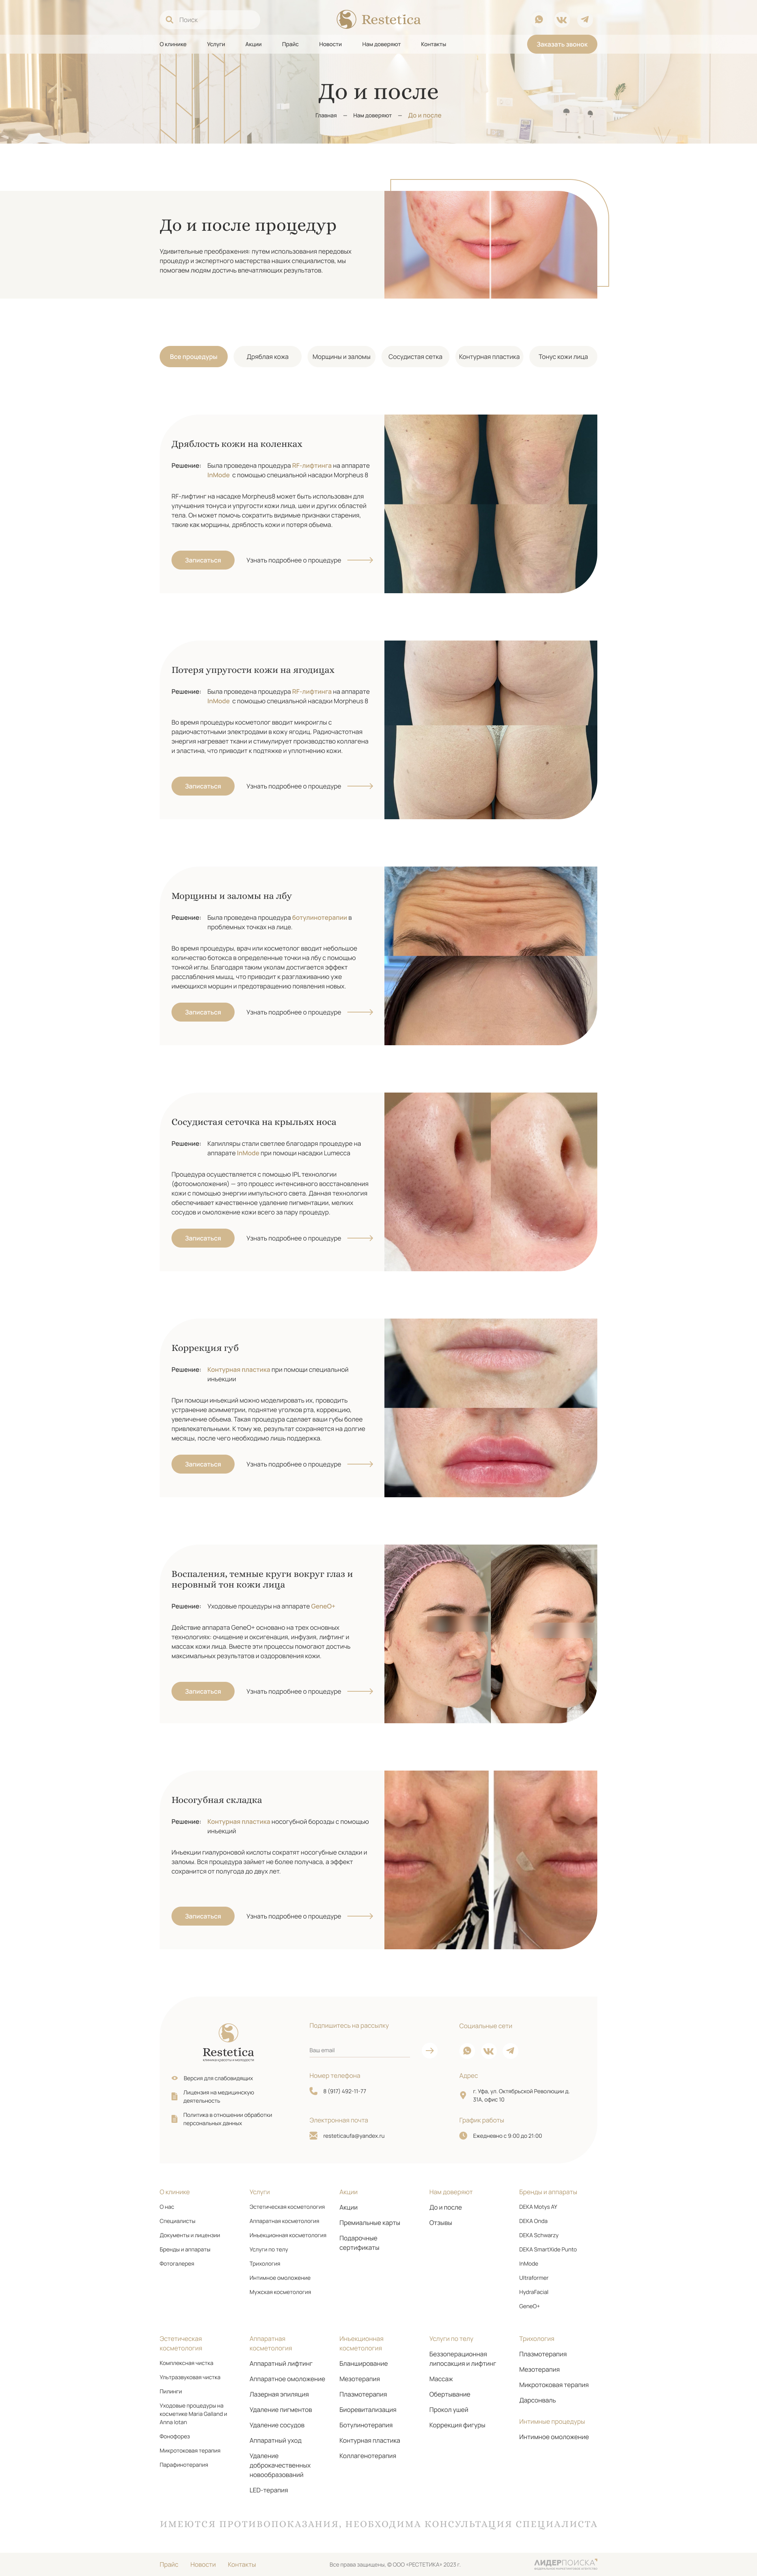 Поиск
Restetica
О клинике Услуги Акции Прайс Новости Нам доверяют Контакты
Заказать звонок
До и после
Главная — Нам доверяют — До и после
До и после процедур
Удивительные преображения: путем использования передовых
процедур и экспертного мастерства наших специалистов, мы
помогаем людям достичь впечатляющих результатов.
Все процедуры Дряблая кожа Морщины и заломы Сосудистая сетка Контурная пластика Тонус кожи лица
Дряблость кожи на коленках
Решение: Была проведена процедура RF-лифтинга на аппарате
InMode с помощью специальной насадки Morpheus 8
RF-лифтинг на насадке Morpheus8 может быть использован для
улучшения тонуса и упругости кожи лица, шеи и других областей
тела. Он может помочь сократить видимые признаки старения,
такие как морщины, дряблость кожи и потеря объема.
Записаться Узнать подробнее о процедуре
Потеря упругости кожи на ягодицах
Решение: Была проведена процедура RF-лифтинга на аппарате
InMode с помощью специальной насадки Morpheus 8
Во время процедуры косметолог вводит микроиглы с
радиочастотными электродами в кожу ягодиц. Радиочастотная
энергия нагревает ткани и стимулирует производство коллагена
и эластина, что приводит к подтяжке и уплотнению кожи.
Записаться Узнать подробнее о процедуре
Морщины и заломы на лбу
Решение: Была проведена процедура ботулинотерапии в
проблемных точках на лице.
Во время процедуры, врач или косметолог вводит небольшое
количество ботокса в определенные точки на лбу с помощью
тонкой иглы. Благодаря таким уколам достигается эффект
расслабления мышц, что приводит к разглаживанию уже
имеющихся морщин и предотвращению появления новых.
Записаться Узнать подробнее о процедуре
Сосудистая сеточка на крыльях носа
Решение: Капилляры стали светлее благодаря процедуре на
аппарате InMode при помощи насадки Lumecca
Процедура осуществляется с помощью IPL технологии
(фотоомоложения) — это процесс интенсивного восстановления
кожи с помощью энергии импульсного света. Данная технология
обеспечивает качественное удаление пигментации, мелких
сосудов и омоложение кожи всего за пару процедур.
Записаться Узнать подробнее о процедуре
Коррекция губ
Решение: Контурная пластика при помощи специальной
инъекции
При помощи инъекций можно моделировать их, проводить
устранение асимметрии, поднятие уголков рта, коррекцию,
увеличение объема. Такая процедура сделает ваши губы более
привлекательными. К тому же, результат сохраняется на долгие
месяцы, после чего необходимо лишь поддержка.
Записаться Узнать подробнее о процедуре
Воспаления, темные круги вокруг глаз и
неровный тон кожи лица
Решение: Уходовые процедуры на аппарате GeneO+
Действие аппарата GeneO+ основано на трех основных
технологиях: очищение и оксигенация, инфузия, лифтинг и
массаж кожи лица. Вместе эти процессы помогают достичь
максимальных результатов и оздоровления кожи.
Записаться Узнать подробнее о процедуре
Носогубная складка
Решение: Контурная пластика носогубной борозды с помощью
инъекций
Инъекции гиалуроновой кислоты сократят носогубные складки и
заломы. Вся процедура займет не более получаса, а эффект
сохранится от полугода до двух лет.
Записаться Узнать подробнее о процедуре
Restetica
клиника красоты и молодости
Версия для слабовидящих
Лицензия на медицинскую
деятельность
Политика в отношении обработки
персональных данных
Подпишитесь на рассылку
Ваш email
Номер телефона
8 (917) 492-11-77
Электронная почта
resteticaufa@yandex.ru
Социальные сети
Адрес
г. Уфа, ул. Октябрьской Революции д.
31А, офис 10
График работы
Ежедневно с 9:00 до 21:00
О клинике
О нас
Специалисты
Документы и лицензии
Бренды и аппараты
Фотогалерея
Услуги
Эстетическая косметология
Аппаратная косметология
Инъекционная косметология
Услуги по телу
Трихология
Интимное омоложение
Мужская косметология
Акции
Акции
Премиальные карты
Подарочные
сертификаты
Нам доверяют
До и после
Отзывы
Бренды и аппараты
DEKA Motys AY
DEKA Onda
DEKA Schwarzy
DEKA SmartXide Punto
InMode
Ultraformer
HydraFacial
GeneO+
Эстетическая
косметология
Комплексная чистка
Ультразвуковая чистка
Пилинги
Уходовые процедуры на
косметике Maria Galland и
Anna lotan
Фонофорез
Микротоковая терапия
Парафинотерапия
Аппаратная
косметология
Аппаратный лифтинг
Аппаратное омоложение
Лазерная эпиляция
Удаление пигментов
Удаление сосудов
Аппаратный уход
Удаление
доброкачественных
новообразований
LED-терапия
Инъекционная
косметология
Бланширование
Мезотерапия
Плазмотерапия
Биоревитализация
Ботулинотерапия
Контурная пластика
Коллагенотерапия
Услуги по телу
Безоперационная
липосакция и лифтинг
Массаж
Обертывание
Прокол ушей
Коррекция фигуры
Трихология
Плазмотерапия
Мезотерапия
Микротоковая терапия
Дарсонваль
Интимные процедуры
Интимное омоложение
ИМЕЮТСЯ ПРОТИВОПОКАЗАНИЯ, НЕОБХОДИМА КОНСУЛЬТАЦИЯ СПЕЦИАЛИСТА
Прайс Новости Контакты
Все права защищены. © ООО «РЕСТЕТИКА» 2023 г.
ЛИДЕРПОИСКА